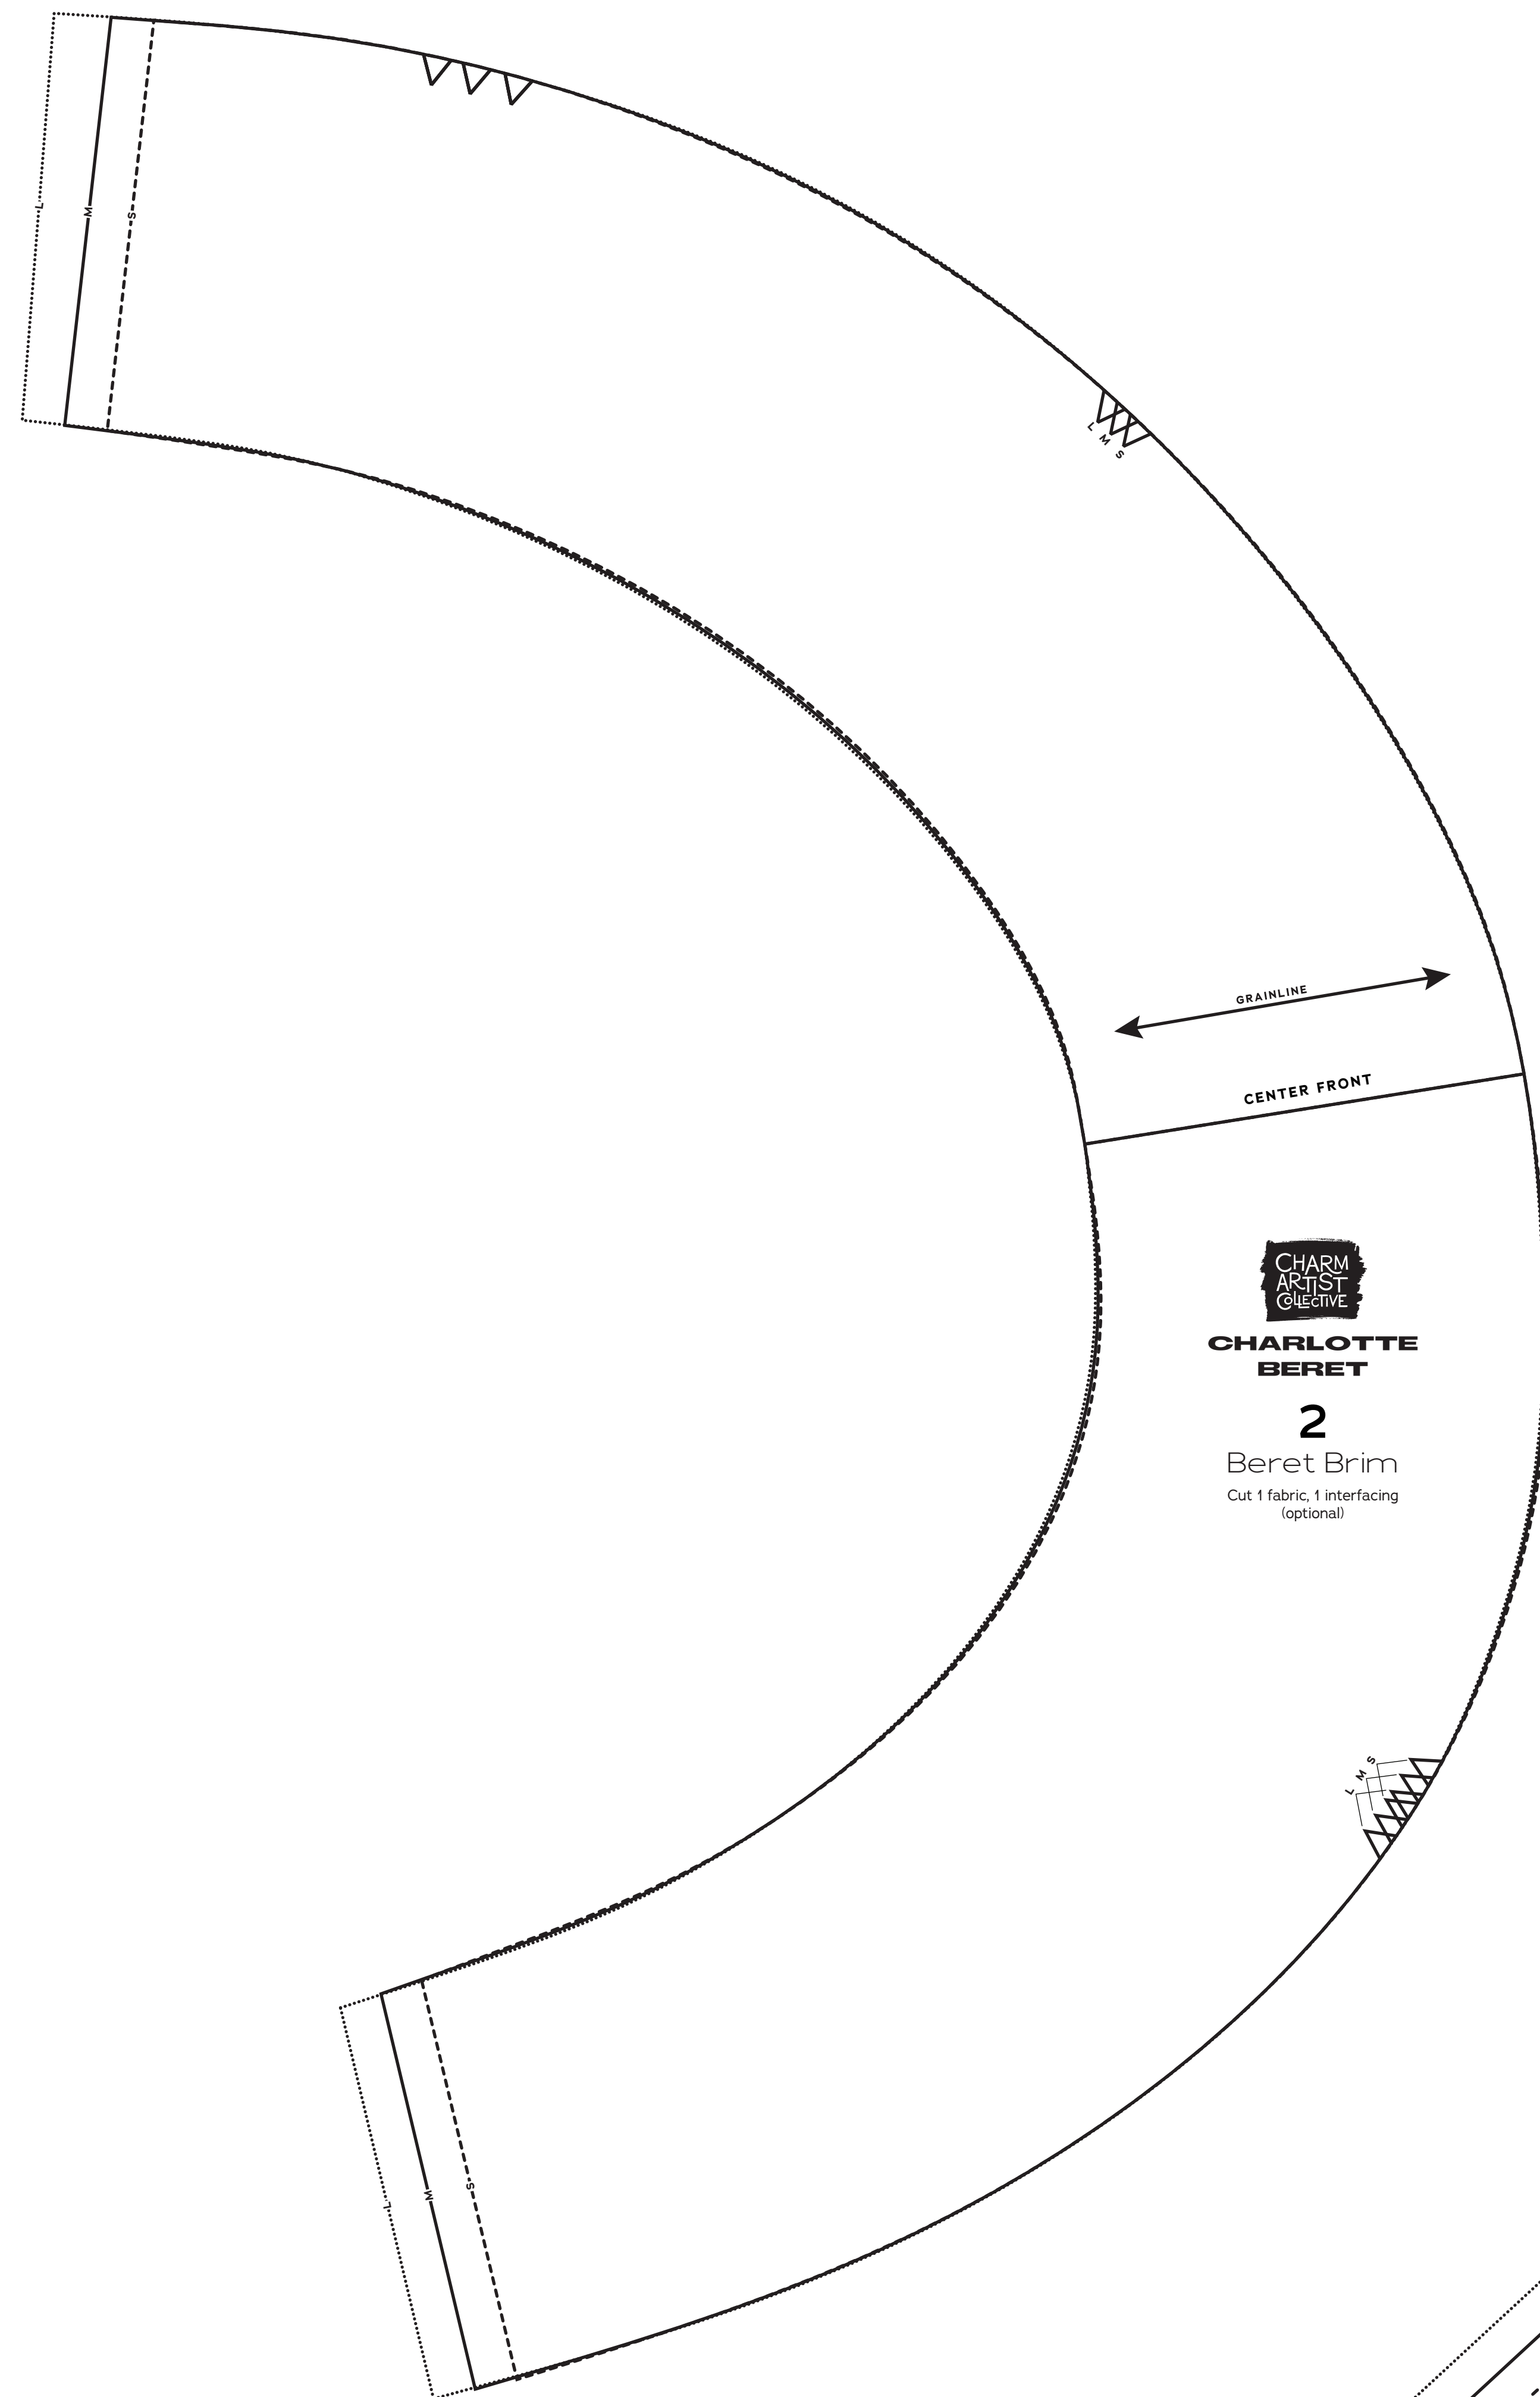 L
M
S
L M S
GRAINLINE
CENTER FRONT
CHARM
ARTIST
COLLECTIVE
CHARLOTTE
BERET
2
Beret Brim
Cut 1 fabric, 1 interfacing
(optional)
L M S
L
M
S